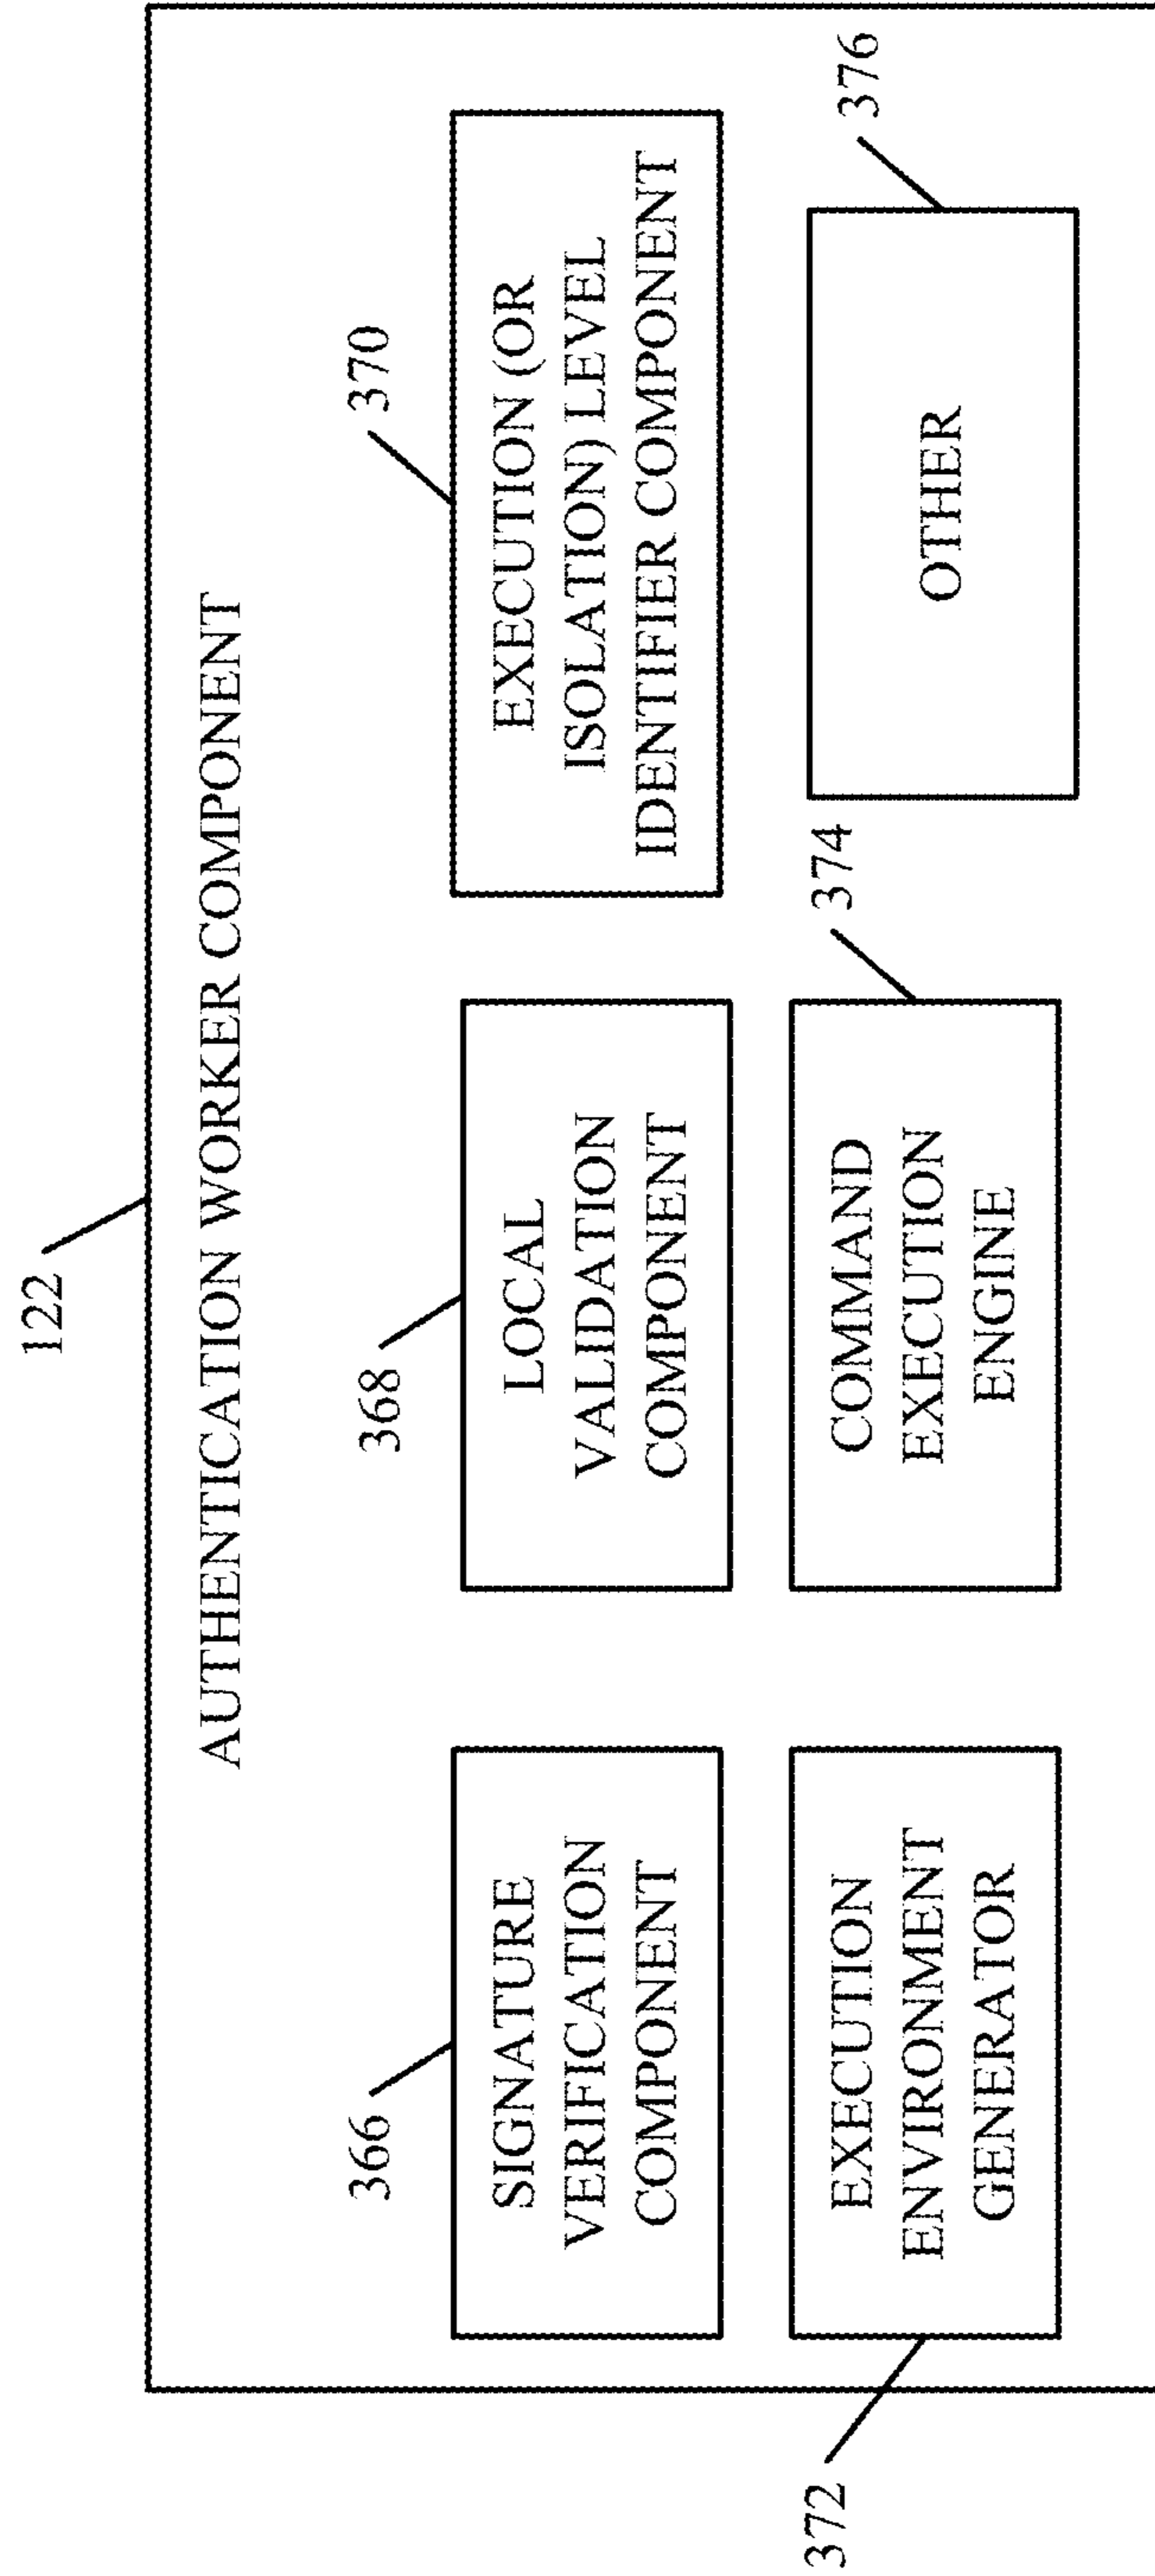 122
AUTHENTICATION WORKER COMPONENT
366
SIGNATURE
VERIFICATION
COMPONENT
368
LOCAL
VALIDATION
COMPONENT
370
EXECUTION (OR
ISOLATION) LEVEL
IDENTIFIER COMPONENT
372
EXECUTION
ENVIRONMENT
GENERATOR
374
COMMAND
EXECUTION
ENGINE
376
OTHER